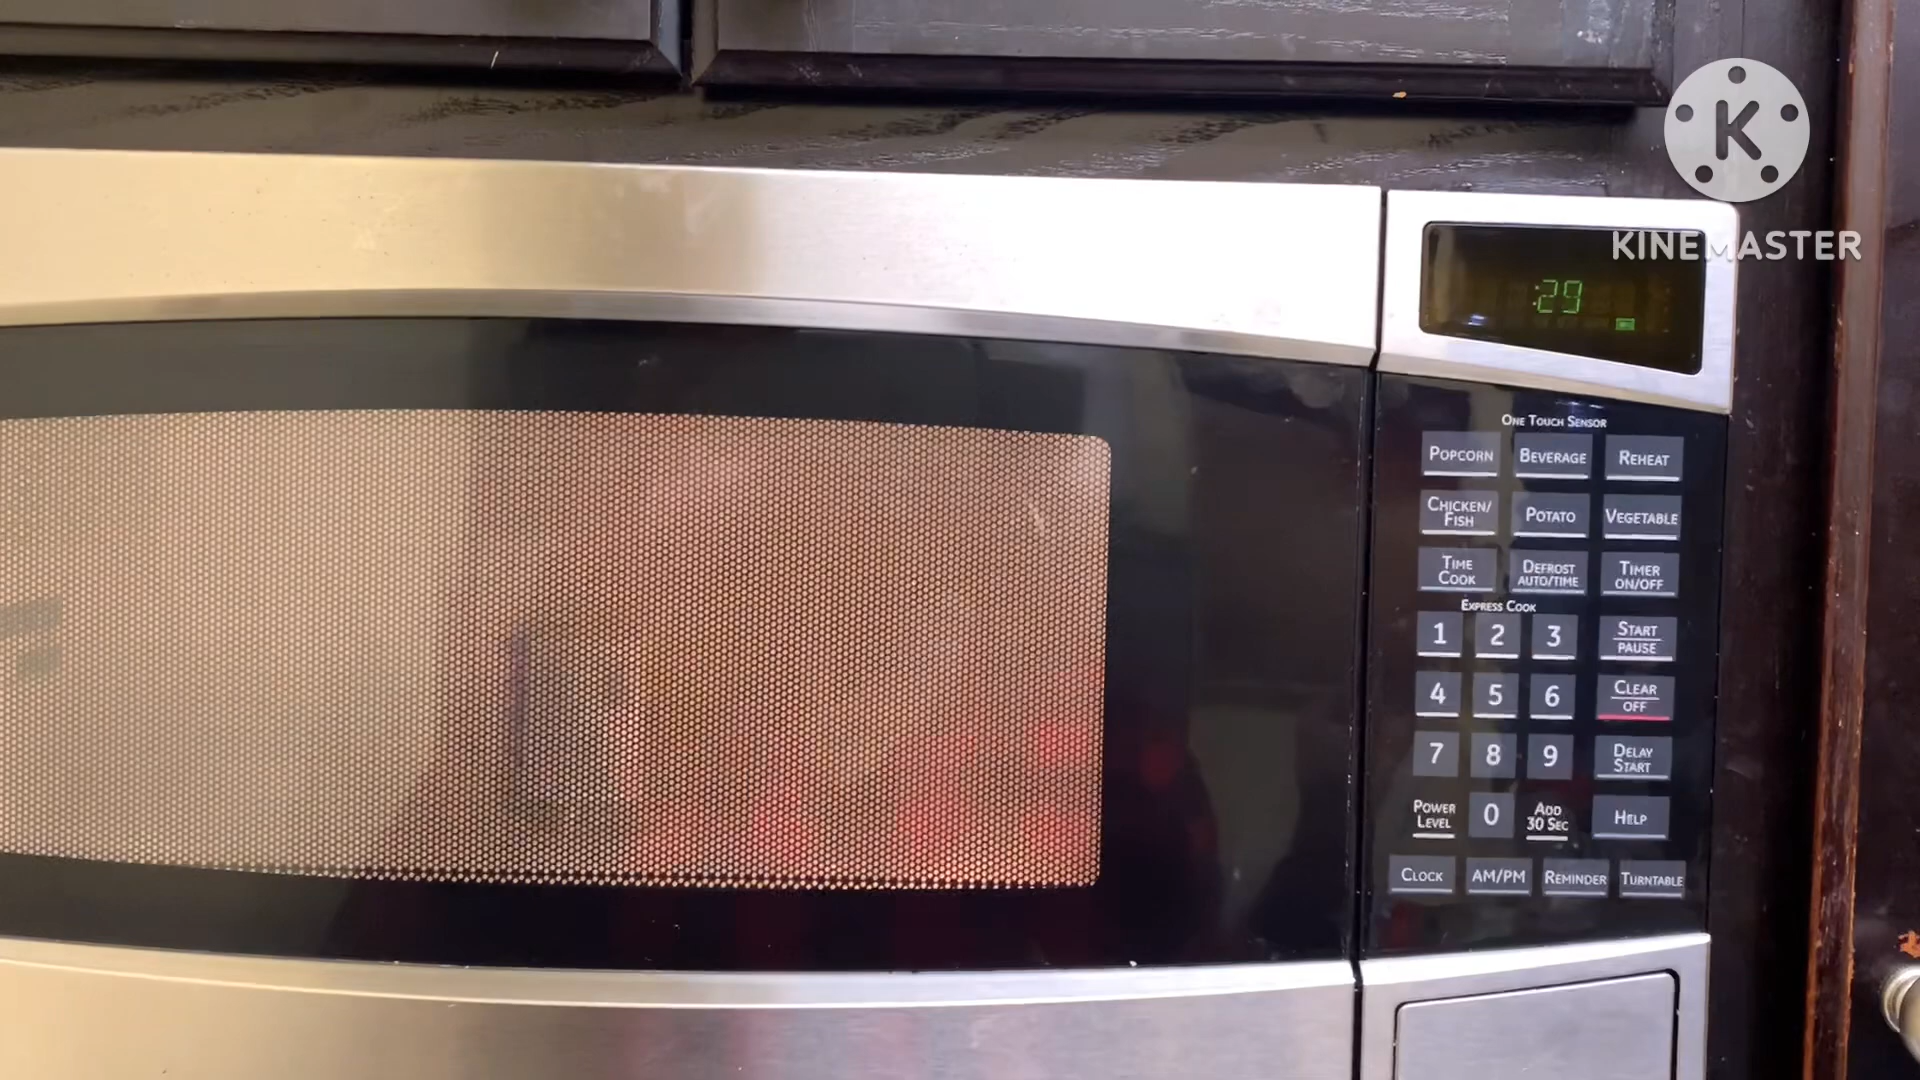 K
KINEMASTER
:29
ONE TOUCH SENSOR
POPCORN BEVERAGE REHEAT
CHICKEN/
FISH
POTATO VEGETABLE
TIME
COOK
DEFROST
AUTO/TIME
TIMER
ON/OFF
EXPRESS COOK
1 2 3
START
PAUSE
4 5 6
CLEAR
OFF
7 8 9
DELAY
START
POWER
LEVEL
0
ADD
30 SEC
HELP
CLOCK AM/PM REMINDER TURNTABLE